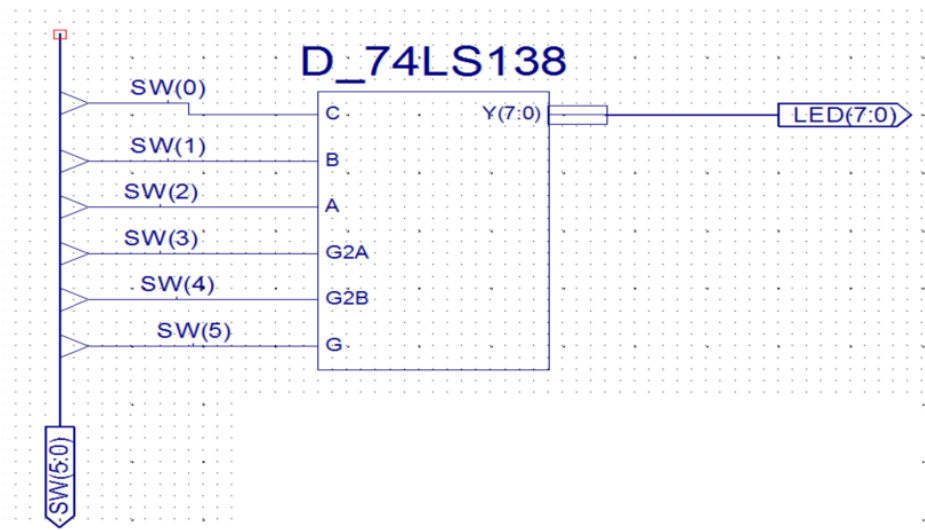 D_74LS138
SW(0)
C
Y(7:0)
LED(7:0)
SW(1)
B
SW(2)
A
SW(3)
G2A
SW(4)
G2B
SW(5)
G
SW(5:0)